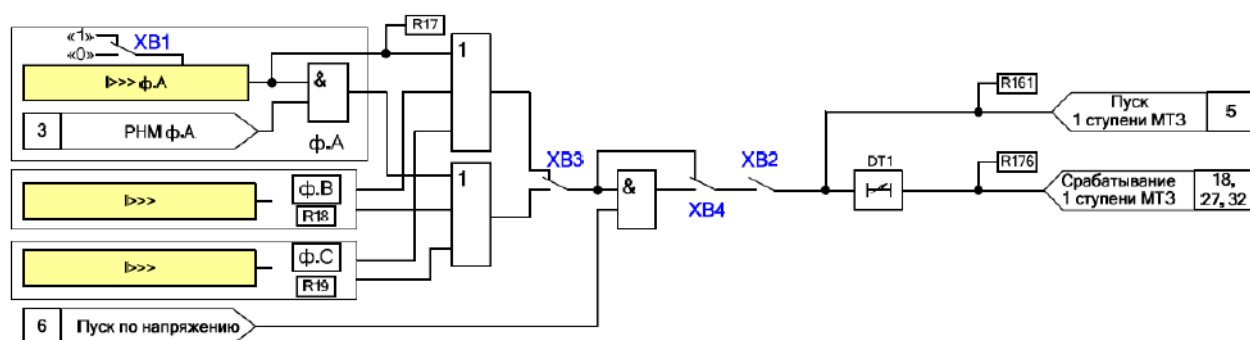 «1»
«0»
XB1
R17
1
I>>> ф.А
&
3
РНМ ф.А
ф.А
R161
Пуск
1 ступени МТЗ
5
XB3
XB2
DT1
R176
I>>>
ф.В
R18
1
&
XB4
Срабатывание
1 ступени МТЗ
18,
27, 32
I>>>
ф.С
R19
6
Пуск по напряжению